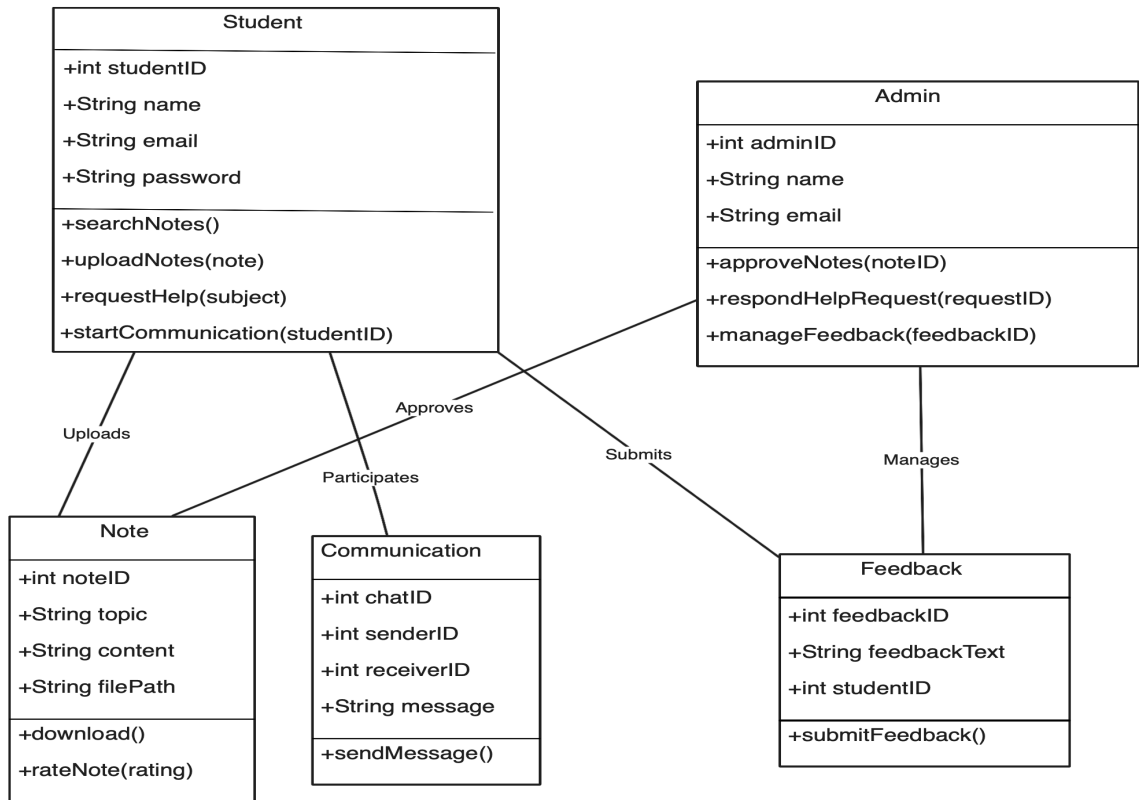 Student
+int studentID
+String name
+String email
+String password
+searchNotes()
+uploadNotes(note)
+requestHelp(subject)
+startCommunication(studentID)
Admin
+int adminID
+String name
+String email
+approveNotes(noteID)
+respondHelpRequest(requestID)
+manageFeedback(feedbackID)
Uploads
Participates
Approves
Submits
Manages
Note
+int noteID
+String topic
+String content
+String filePath
+download()
+rateNote(rating)
Communication
+int chatID
+int senderID
+int receiverID
+String message
+sendMessage()
Feedback
+int feedbackID
+String feedbackText
+int studentID
+submitFeedback()